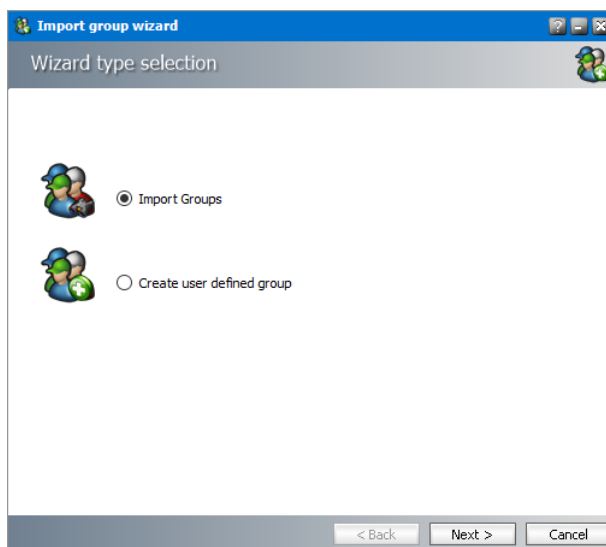 Import group wizard
Wizard type selection
Import Groups
Create user defined group
< Back
Next >
Cancel